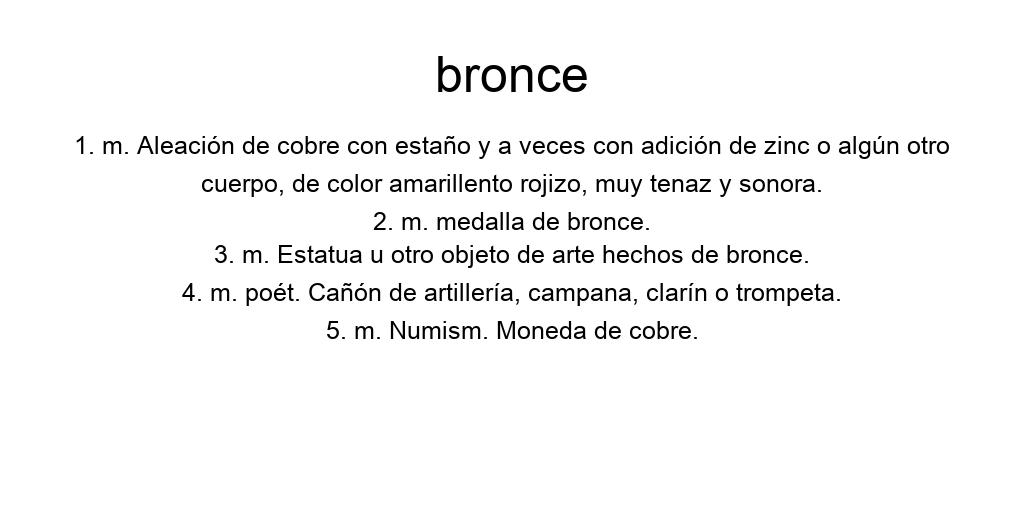 bronce
1. m. Aleación de cobre con estaño y a veces con adición de zinc o algún otro
cuerpo, de color amarillento rojizo, muy tenaz y sonora.
2. m. medalla de bronce.
3. m. Estatua u otro objeto de arte hechos de bronce.
4. m. poét. Cañón de artillería, campana, clarín o trompeta.
5. m. Numism. Moneda de cobre.